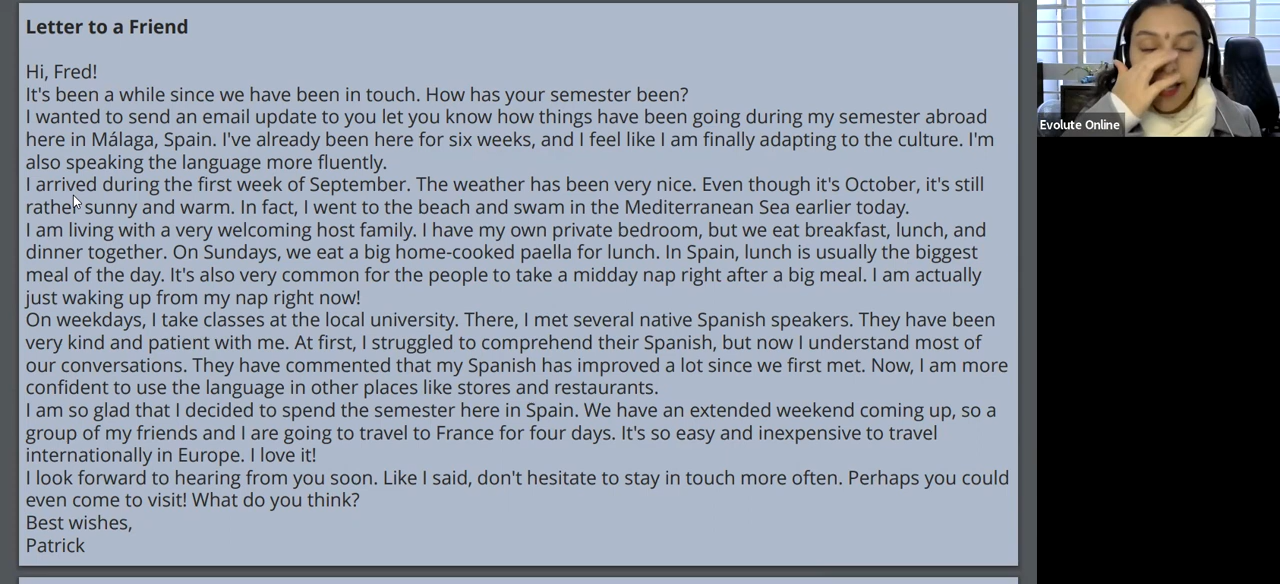 Letter to a Friend
Hi, Fred!
It's been a while since we have been in touch. How has your semester been?
I wanted to send an email update to you let you know how things have been going during my semester abroad
here in Málaga, Spain. I've already been here for six weeks, and I feel like I am finally adapting to the culture. I'm
also speaking the language more fluently.
I arrived during the first week of September. The weather has been very nice. Even though it's October, it's still
rather sunny and warm. In fact, I went to the beach and swam in the Mediterranean Sea earlier today.
I am living with a very welcoming host family. I have my own private bedroom, but we eat breakfast, lunch, and
dinner together. On Sundays, we eat a big home-cooked paella for lunch. In Spain, lunch is usually the biggest
meal of the day. It's also very common for the people to take a midday nap right after a big meal. I am actually
just waking up from my nap right now!
On weekdays, I take classes at the local university. There, I met several native Spanish speakers. They have been
very kind and patient with me. At first, I struggled to comprehend their Spanish, but now I understand most of
our conversations. They have commented that my Spanish has improved a lot since we first met. Now, I am more
confident to use the language in other places like stores and restaurants.
I am so glad that I decided to spend the semester here in Spain. We have an extended weekend coming up, so a
group of my friends and I are going to travel to France for four days. It's so easy and inexpensive to travel
internationally in Europe. I love it!
I look forward to hearing from you soon. Like I said, don't hesitate to stay in touch more often. Perhaps you could
even come to visit! What do you think?
Best wishes,
Patrick
Evolute Online